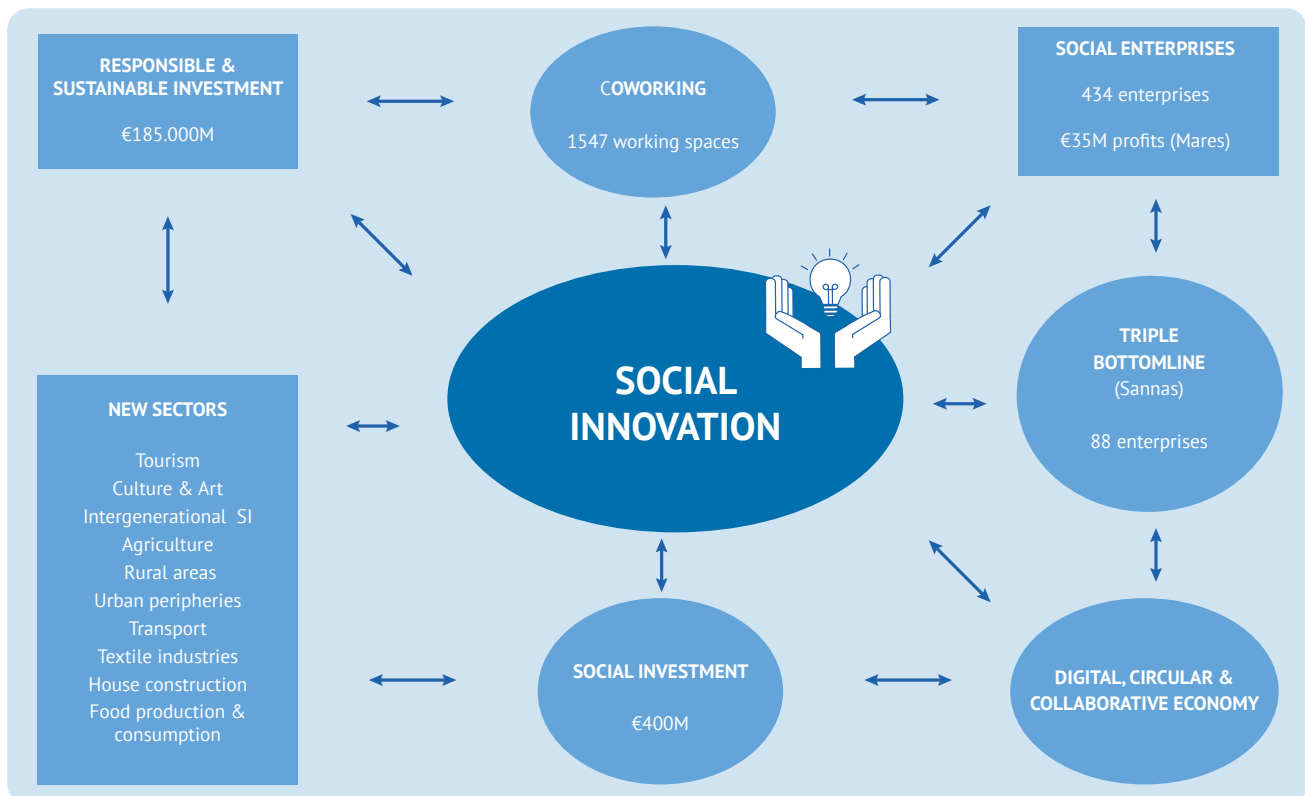 RESPONSIBLE &
SUSTAINABLE INVESTMENT
€185.000M
COWORKING
1547 working spaces
SOCIAL ENTERPRISES
434 enterprises
€35M profits (Mares)
SOCIAL
INNOVATION
TRIPLE
BOTTOMLINE
(Sannas)
88 enterprises
NEW SECTORS
Tourism
Culture & Art
Intergenerational SI
Agriculture
Rural areas
Urban peripheries
Transport
Textile industries
House construction
Food production &
consumption
SOCIAL INVESTMENT
€400M
DIGITAL, CIRCULAR &
COLLABORATIVE ECONOMY